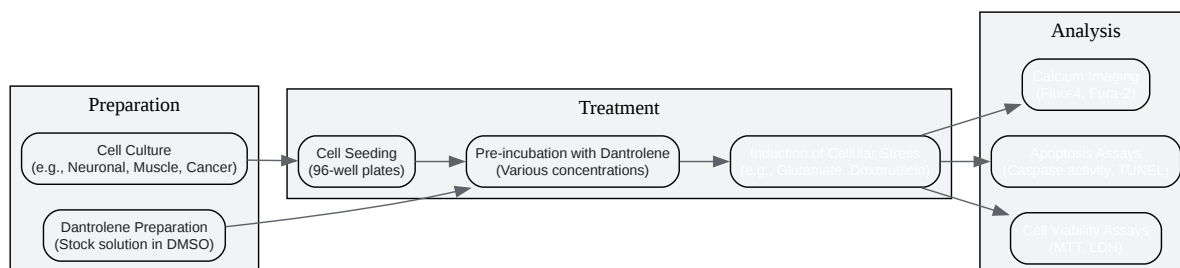 Preparation
Cell Culture
(e.g., Neuronal, Muscle, Cancer)
Dantrolene Preparation
(Stock solution in DMSO)
Treatment
Cell Seeding
(96-well plates)
Pre-incubation with Dantrolene
(Various concentrations)
Induction of Cellular Stress
(e.g., Glutamate, Doxorubicin)
Analysis
Calcium Imaging
(Fluo-4, Fura-2)
Apoptosis Assays
(Caspase activity, TUNEL)
Cell Viability Assays
(MTT, LDH)